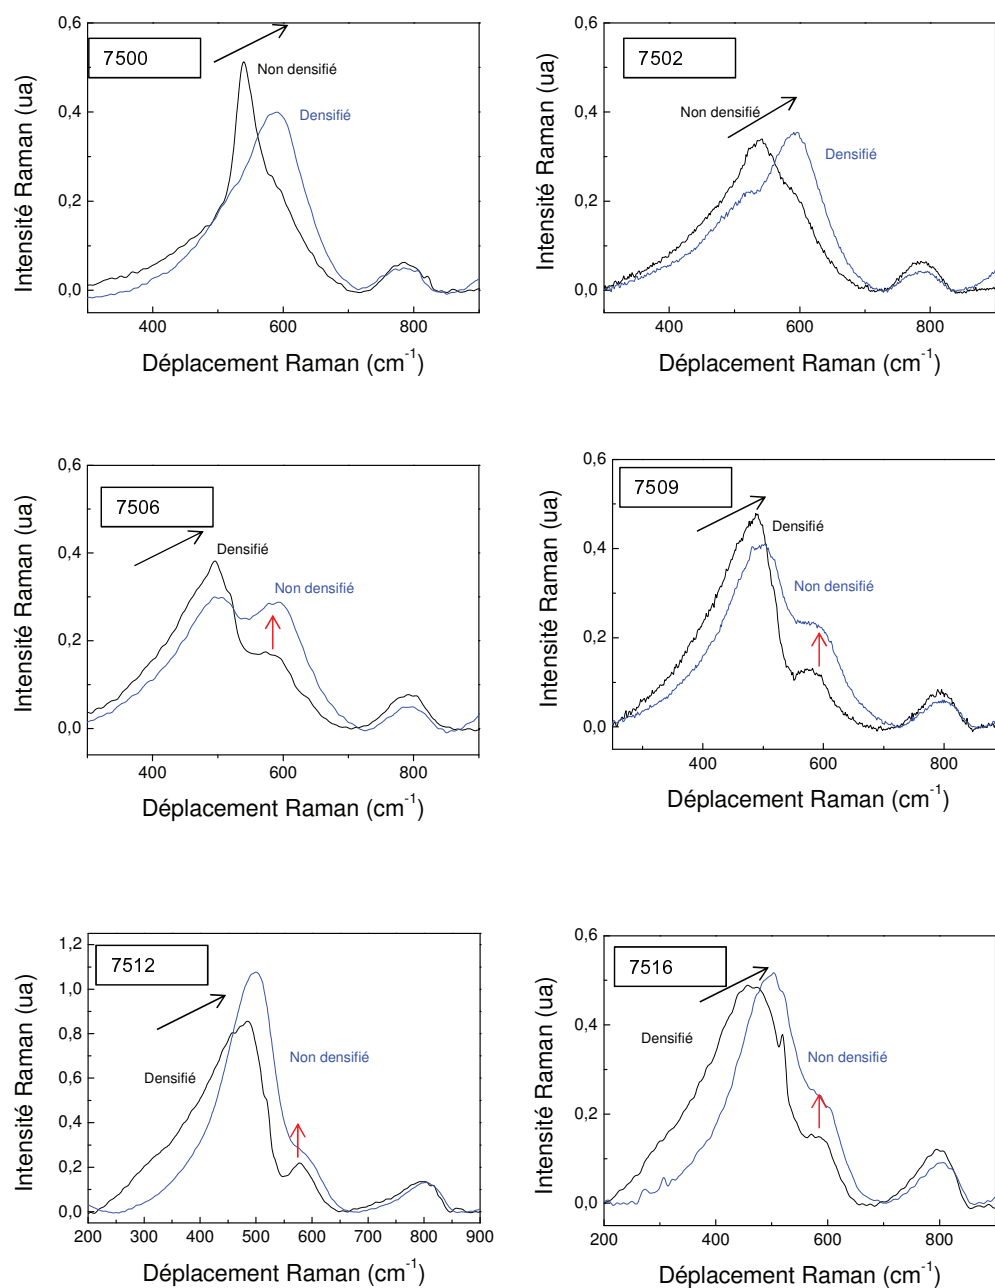 0,6
7500
Non densifié
Densifié
0,4
0,2
0,0
400
600
800
Intensité Raman (ua)
Déplacement Raman (cm⁻¹)
0,6
7502
Non densifié
Densifié
0,4
0,2
0,0
400
600
800
Intensité Raman (ua)
Déplacement Raman (cm⁻¹)
0,6
7506
Densifié
Non densifié
0,4
0,2
0,0
400
600
800
Intensité Raman (ua)
Déplacement Raman (cm⁻¹)
0,6
7509
Densifié
Non densifié
0,4
0,2
0,0
400
600
800
Intensité Raman (ua)
Déplacement Raman (cm⁻¹)
1,2
7512
1,0
0,8
Densifié
Non densifié
0,6
0,4
0,2
0,0
200
300
400
500
600
700
800
900
Intensité Raman (ua)
Déplacement Raman (cm⁻¹)
0,6
7516
Densifié
Non densifié
0,4
0,2
0,0
200
400
600
800
Intensité Raman (ua)
Déplacement Raman (cm⁻¹)